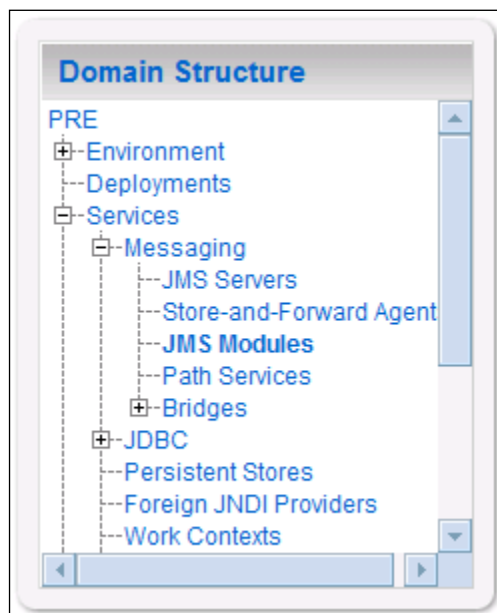 Domain Structure
PRE
Environment
Deployments
Services
Messaging
JMS Servers
Store-and-Forward Agent
JMS Modules
Path Services
Bridges
JDBC
Persistent Stores
Foreign JNDI Providers
Work Contexts